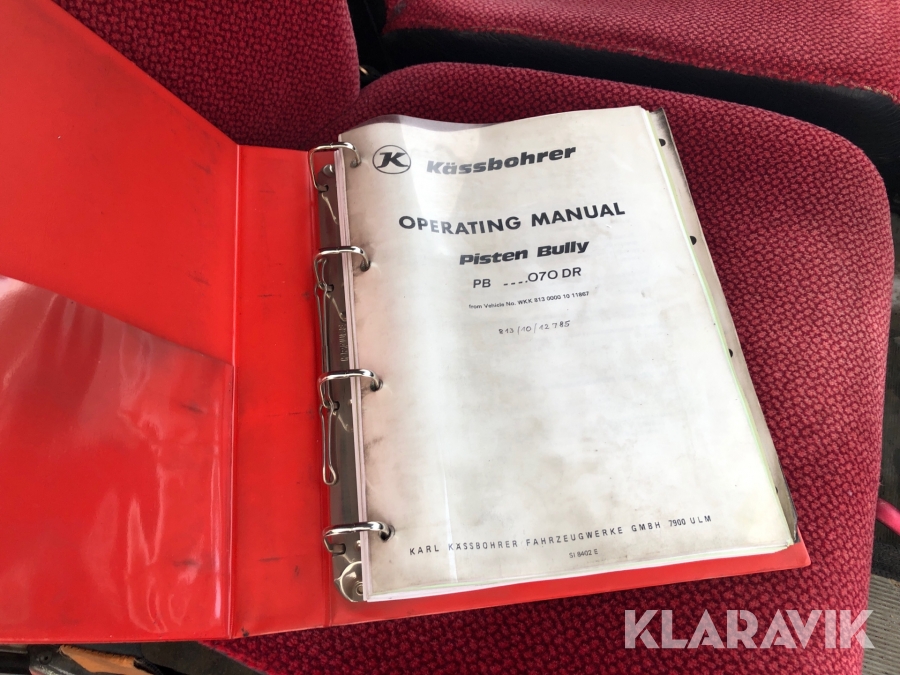 K Kässbohrer
OPERATING MANUAL
Pisten Bully
PB ----.070 DR
from Vehicle No. WKK 813 0000 10 11667
813/10/12785
KARL KÄSSBOHRER FAHRZEUGWERKE GMBH 7900 ULM
SI 8402 E
KLARAVIK